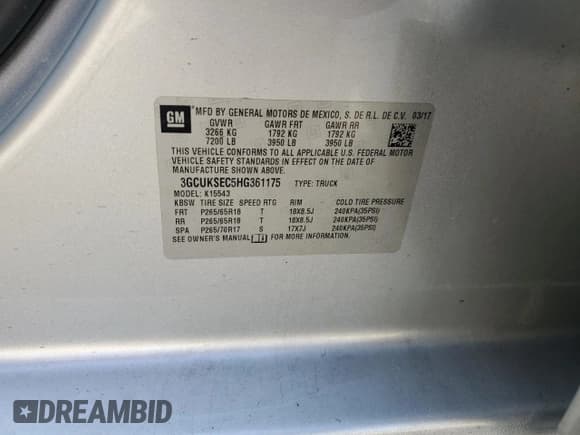 GM
MFD BY GENERAL MOTORS DE MEXICO, S. DE R.L. DE C.V. 03/17
GVWR GAWR FRT GAWR RR
3266 KG 1792 KG 1792 KG
7200 LB 3950 LB 3950 LB
THIS VEHICLE CONFORMS TO ALL APPLICABLE U.S. FEDERAL MOTOR
VEHICLE SAFETY STANDARDS IN EFFECT ON THE DATE OF
MANUFACTURE SHOWN ABOVE.
3GCUKSEC5HG361175 TYPE: TRUCK
MODEL: K15543
KBSW TIRE SIZE SPEED RTG RIM COLD TIRE PRESSURE
FRT P265/65R18 T 18X8.5J 240KPA(35PSI)
RR P265/65R18 T 18X8.5J 240KPA(35PSI)
SPA P265/70R17 S 17X7J 240KPA(35PSI)
SEE OWNER'S MANUAL FOR MORE INFORMATION.
DREAMBID